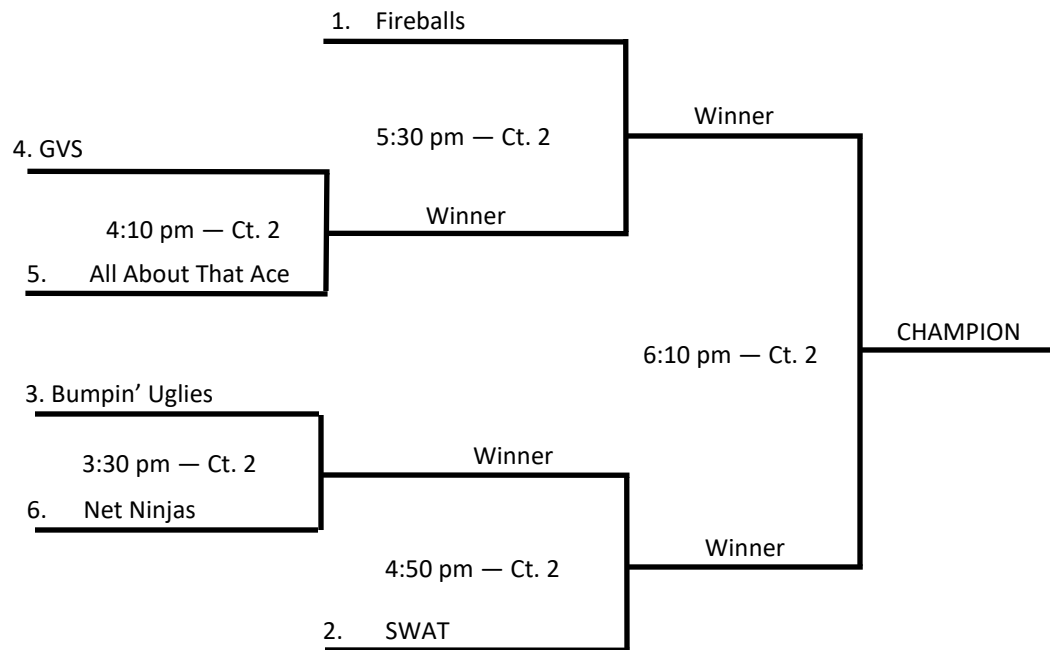 1. Fireballs
Winner
5:30 pm — Ct. 2
4. GVS
Winner
4:10 pm — Ct. 2
5. All About That Ace
CHAMPION
6:10 pm — Ct. 2
3. Bumpin’ Uglies
Winner
3:30 pm — Ct. 2
6. Net Ninjas
Winner
4:50 pm — Ct. 2
2. SWAT